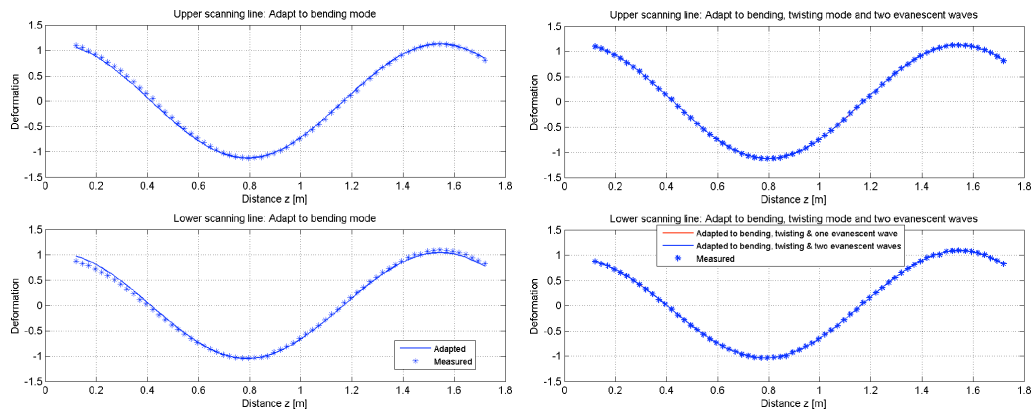 Upper scanning line: Adapt to bending mode
1.5
1
0.5
0
-0.5
-1
-1.5
Deformation
0 0.2 0.4 0.6 0.8 1 1.2 1.4 1.6 1.8
Distance z [m]
Upper scanning line: Adapt to bending, twisting mode and two evanescent waves
1.5
1
0.5
0
-0.5
-1
-1.5
Deformation
0 0.2 0.4 0.6 0.8 1 1.2 1.4 1.6 1.8
Distance z [m]
Lower scanning line: Adapt to bending mode
1.5
1
0.5
0
-0.5
-1
-1.5
Deformation
Adapted
Measured
0 0.2 0.4 0.6 0.8 1 1.2 1.4 1.6 1.8
Distance z [m]
Lower scanning line: Adapt to bending, twisting mode and two evanescent waves
Adapted to bending, twisting & one evanescent wave
Adapted to bending, twisting & two evanescent waves
Measured
1.5
1
0.5
0
-0.5
-1
-1.5
Deformation
0 0.2 0.4 0.6 0.8 1 1.2 1.4 1.6 1.8
Distance z [m]